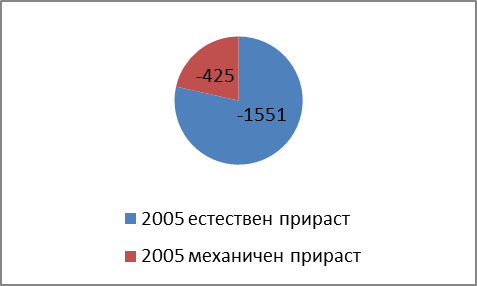 -425
-1551
2005 естествен прираст
2005 механичен прираст